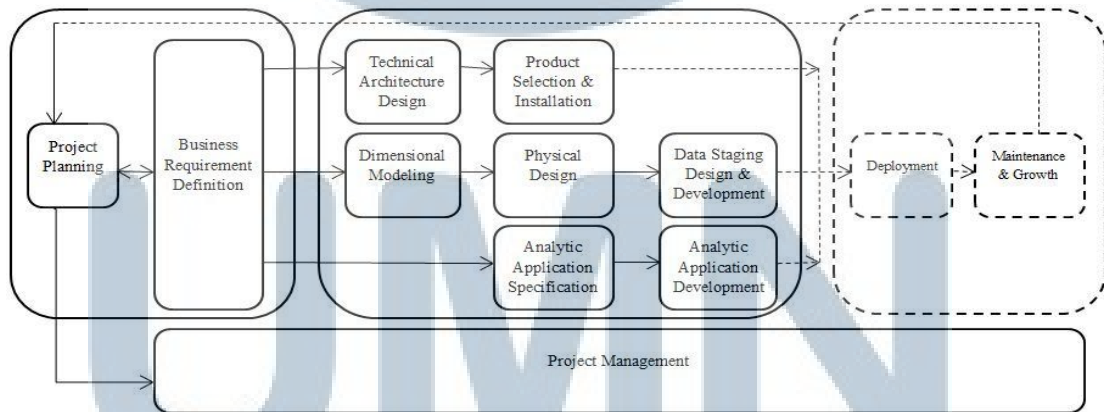 Project
Planning
Business
Requirement
Definition
Technical
Architecture
Design
Product
Selection &
Installation
Dimensional
Modeling
Physical
Design
Data Staging
Design &
Development
Analytic
Application
Specification
Analytic
Application
Development
Deployment
Maintenance
& Growth
Project Management
UMN